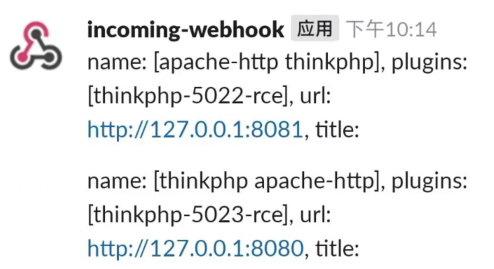 incoming-webhook 应用 下午10:14
name: [apache-http thinkphp], plugins:
[thinkphp-5022-rce], url:
http://127.0.0.1:8081, title:
name: [thinkphp apache-http], plugins:
[thinkphp-5023-rce], url:
http://127.0.0.1:8080, title: